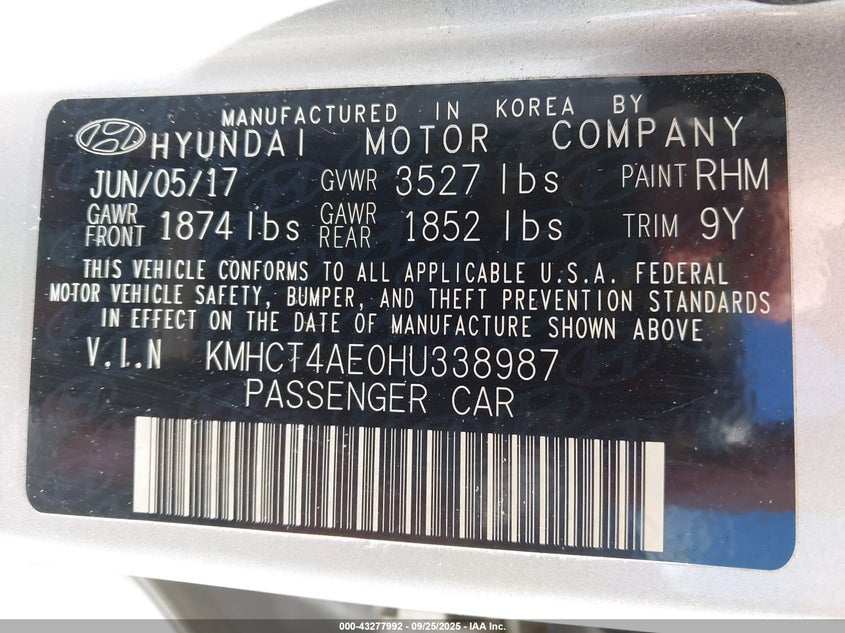 MANUFACTURED IN KOREA BY
HYUNDAI MOTOR COMPANY
JUN/05/17 GVWR 3527 lbs PAINT RHM
GAWR FRONT 1874 lbs GAWR REAR 1852 lbs TRIM 9Y
THIS VEHICLE CONFORMS TO ALL APPLICABLE U.S.A. FEDERAL
MOTOR VEHICLE SAFETY, BUMPER, AND THEFT PREVENTION STANDARDS
IN EFFECT ON THE DATE OF MANUFACTURE SHOWN ABOVE
V.I.N KMHCT4AE0HU338987
PASSENGER CAR
000-43277992 - 09/25/2025 - IAA, Inc.